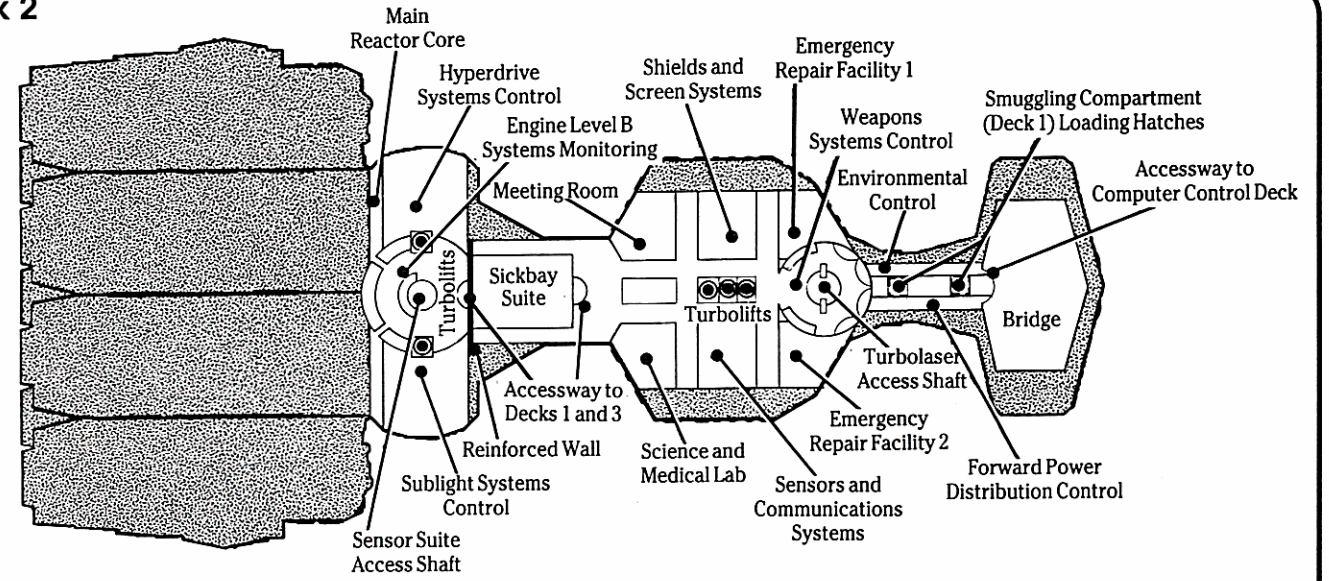 k 2
Main
Reactor Core
Hyperdrive
Systems Control
Engine Level B
Systems Monitoring
Meeting Room
Shields and
Screen Systems
Emergency
Repair Facility 1
Weapons
Systems Control
Environmental
Control
Smuggling Compartment
(Deck 1) Loading Hatches
Accessway to
Computer Control Deck
Turbolifts
Sickbay
Suite
Turbolifts
Bridge
Turbolaser
Access Shaft
Accessway to
Decks 1 and 3
Reinforced Wall
Sublight Systems
Control
Sensor Suite
Access Shaft
Science and
Medical Lab
Sensors and
Communications
Systems
Emergency
Repair Facility 2
Forward Power
Distribution Control